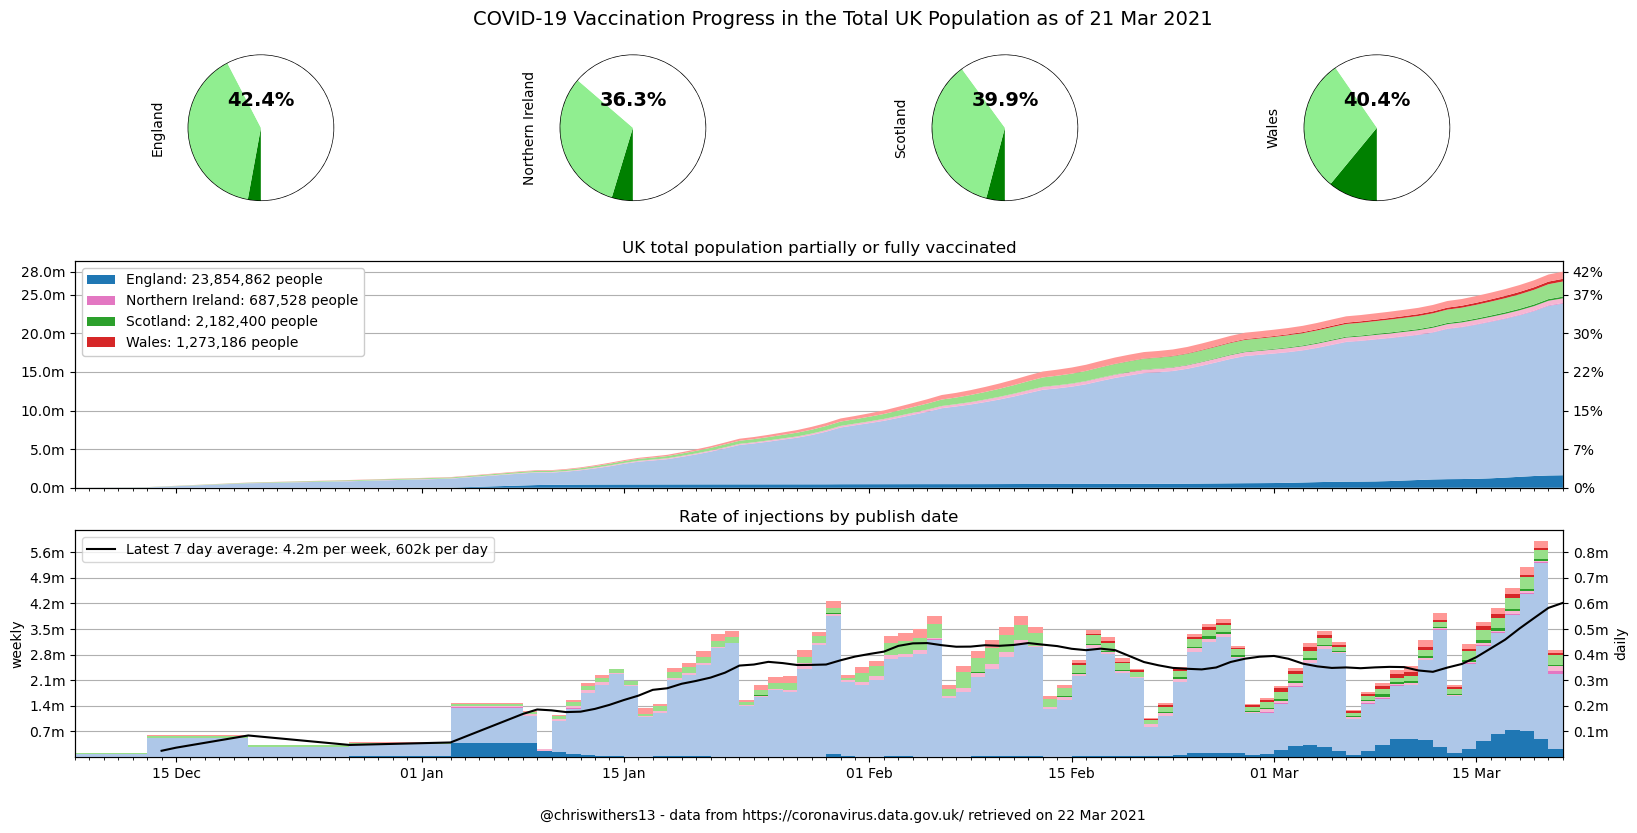 COVID-19 Vaccination Progress in the Total UK Population as of 21 Mar 2021
England
42.4%
Northern Ireland
36.3%
Scotland
39.9%
Wales
40.4%
UK total population partially or fully vaccinated
28.0m
25.0m
20.0m
15.0m
10.0m
5.0m
0.0m
England: 23,854,862 people
Northern Ireland: 687,528 people
Scotland: 2,182,400 people
Wales: 1,273,186 people
42%
37%
30%
22%
15%
7%
0%
Rate of injections by publish date
weekly
5.6m
4.9m
4.2m
3.5m
2.8m
2.1m
1.4m
0.7m
Latest 7 day average: 4.2m per week, 602k per day
0.8m
0.7m
0.6m
0.5m
0.4m
0.3m
0.2m
0.1m
daily
15 Dec
01 Jan
15 Jan
01 Feb
15 Feb
01 Mar
15 Mar
@chriswithers13 - data from https://coronavirus.data.gov.uk/ retrieved on 22 Mar 2021